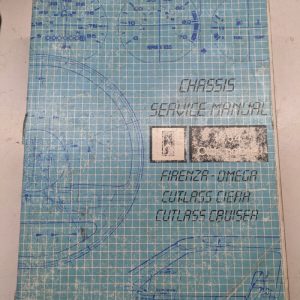 CHASSIS
SERVICE MANUAL
FIRENZA - OMEGA
CUTLASS CIERA
CUTLASS CRUISER